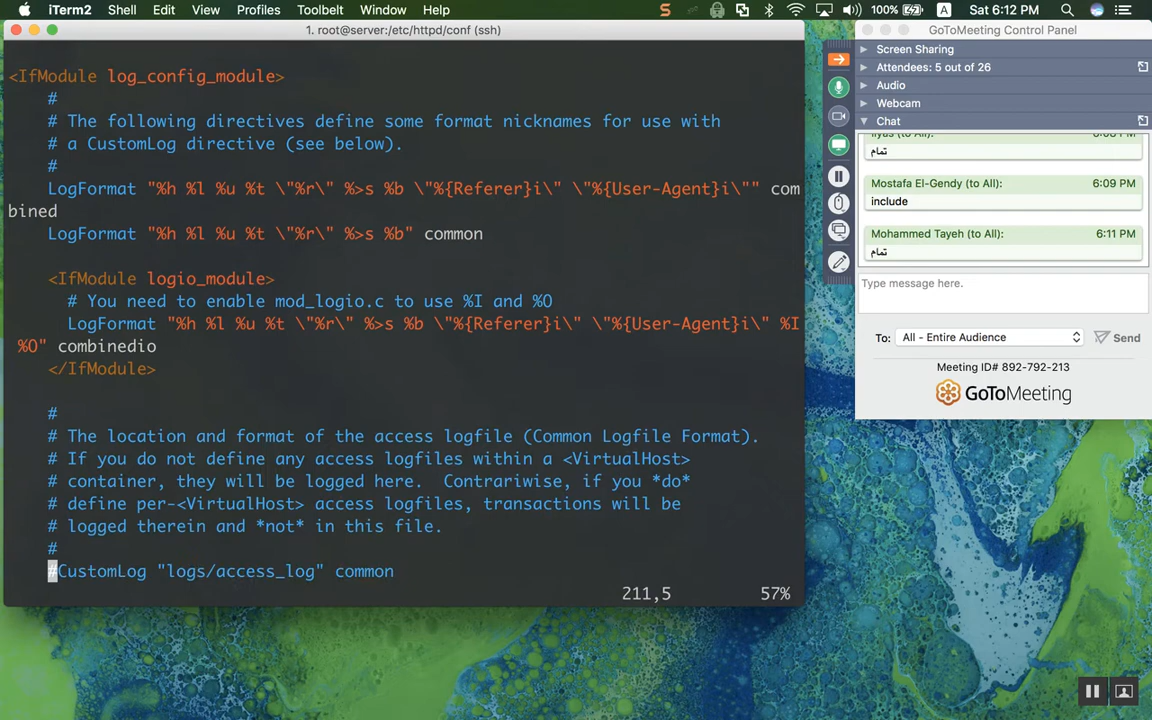 iTerm2 Shell Edit View Profiles Toolbelt Window Help 100% A Sat 6:12 PM
1. root@server:/etc/httpd/conf (ssh)
<IfModule log_config_module>
#
# The following directives define some format nicknames for use with
# a CustomLog directive (see below).
#
LogFormat "%h %l %u %t \"%r\" %>s %b \"%{Referer}i\" \"%{User-Agent}i\"" com
bined
LogFormat "%h %l %u %t \"%r\" %>s %b" common
<IfModule logio_module>
# You need to enable mod_logio.c to use %I and %O
LogFormat "%h %l %u %t \"%r\" %>s %b \"%{Referer}i\" \"%{User-Agent}i\" %I
%O" combinedio
</IfModule>
#
# The location and format of the access logfile (Common Logfile Format).
# If you do not define any access logfiles within a <VirtualHost>
# container, they will be logged here.  Contrariwise, if you *do*
# define per-<VirtualHost> access logfiles, transactions will be
# logged therein and *not* in this file.
#
#CustomLog "logs/access_log" common
211,5 57%
GoToMeeting Control Panel
Screen Sharing
Attendees: 5 out of 26
Audio
Webcam
Chat
تمام
Mostafa El-Gendy (to All): 6:09 PM
include
Mohammed Tayeh (to All): 6:11 PM
تمام
Type message here.
To: All - Entire Audience Send
Meeting ID# 892-792-213
GoToMeeting